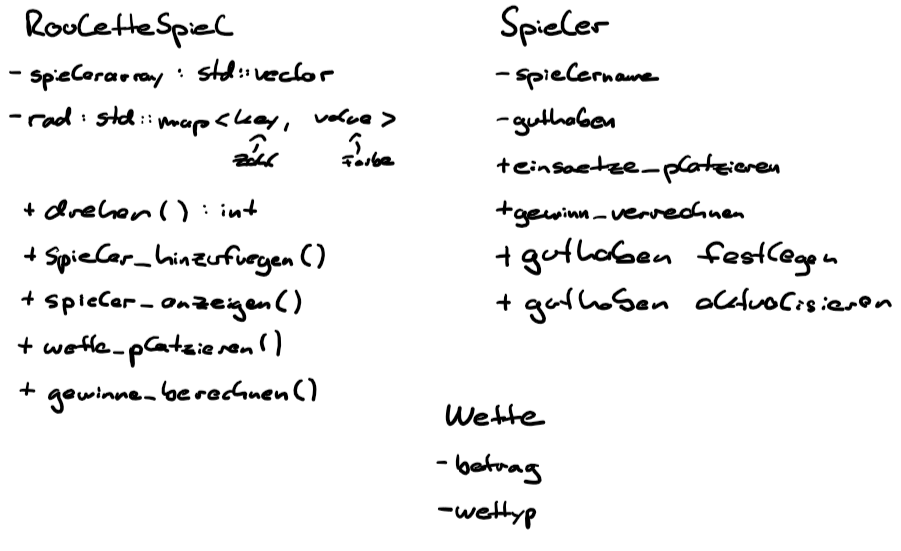 RouletteSpiel
- spielerarray : std::vector
- rad : std::map<key, value>
Zahl Farbe
+ drehen() : int
+ spieler_hinzufuegen()
+ spieler_anzeigen()
+ wette_platzieren()
+ gewinne_berechnen()
Spieler
- spielername
- guthaben
+ einsaetze_platzieren
+ gewinn_verrechnen
+ guthaben festlegen
+ guthaben aktualisieren
Wette
- betrag
- wettyp